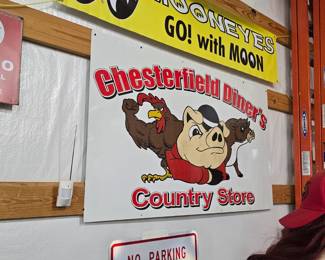 MOONEYES
GO! with MOON
Chesterfield Diner's
Country Store
NO PARKING